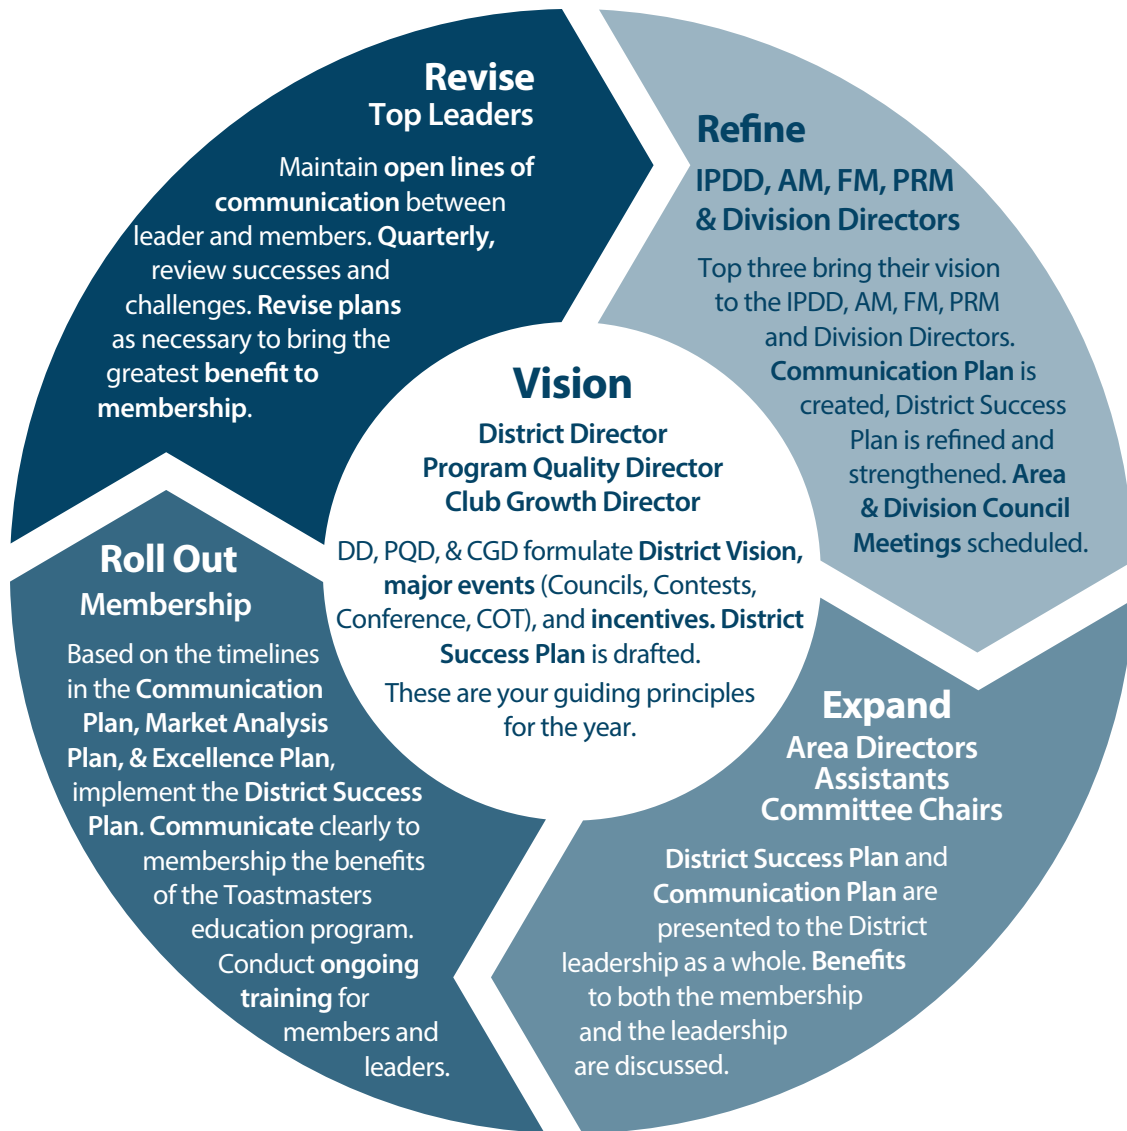 Vision
District Director
Program Quality Director
Club Growth Director
DD, PQD, & CGD formulate District Vision,
major events (Councils, Contests,
Conference, COT), and incentives. District
Success Plan is drafted.
These are your guiding principles
for the year.
Refine
IPDD, AM, FM, PRM
& Division Directors
Top three bring their vision
to the IPDD, AM, FM, PRM
and Division Directors.
Communication Plan is
created, District Success
Plan is refined and
strengthened. Area
& Division Council
Meetings scheduled.
Expand
Area Directors
Assistants
Committee Chairs
District Success Plan and
Communication Plan are
presented to the District
leadership as a whole. Benefits
to both the membership
and the leadership
are discussed.
Roll Out
Membership
Based on the timelines
in the Communication
Plan, Market Analysis
Plan, & Excellence Plan,
implement the District Success
Plan. Communicate clearly to
membership the benefits
of the Toastmasters
education program.
Conduct ongoing
training for
members and
leaders.
Revise
Top Leaders
Maintain open lines of
communication between
leader and members. Quarterly,
review successes and
challenges. Revise plans
as necessary to bring the
greatest benefit to
membership.